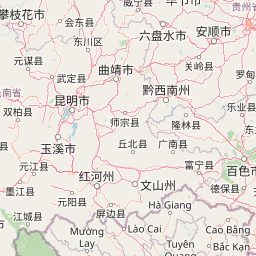 毕节市
贵州省
攀枝花市
会东县
东川区
六盘水市
安顺市
元谋县
武定县
曲靖市
关岭县
罗甸
南省
双柏县
昆明市
黔西南州
乐业县
师宗县
隆林县
玉溪市
丘北县
广南县
百色市
元江县
富宁县
墨江县
红河州
文山州
德保县
元阳县
屏边县
Hà Giang
江城县
Mường
Lay
Lào Cai
Tuyên
Quang
Cao Bằng
Bắc Kạn